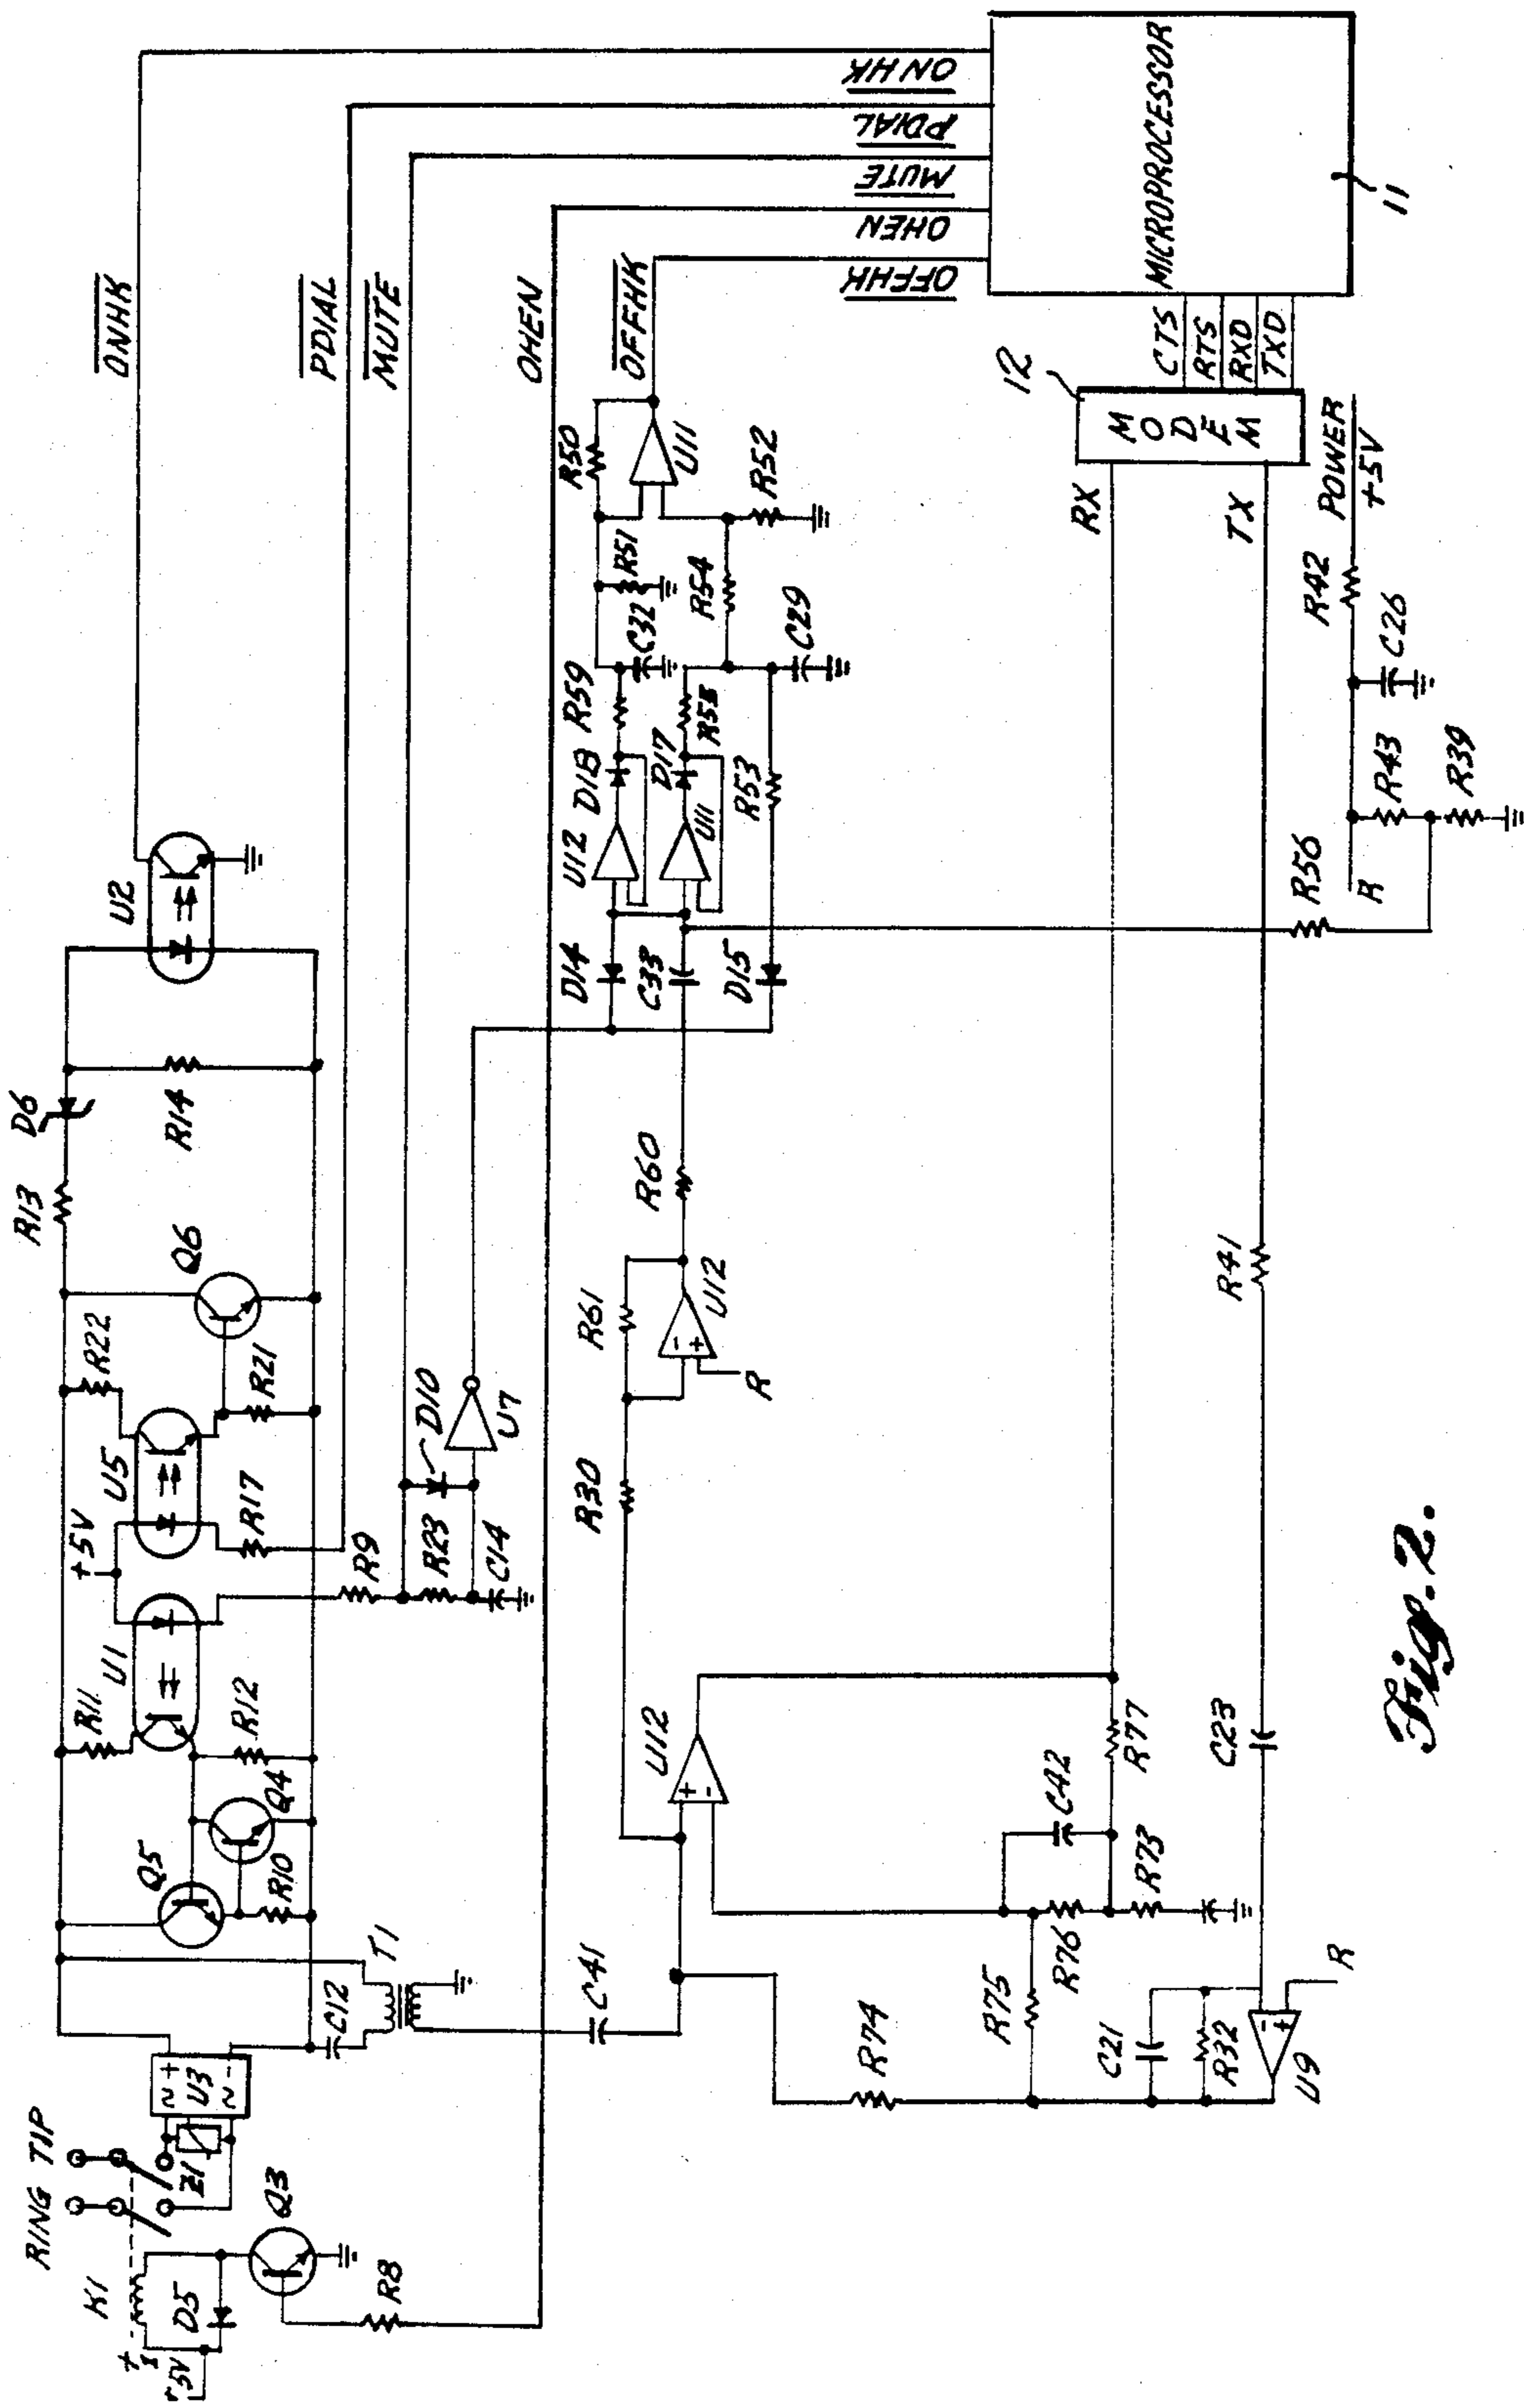 RING TIP
K1
+5V
D5
Q3
R8
Z1
~ +
U3
~ -
C12
T1
Q5
R10
Q4
R11
R12
U1
+5V
U5
R17
R22
R21
Q6
R13
D6
R14
U2
ONHK
PDIAL
MUTE
OHEN
OFFHK
R9
R23
C14
D10
U7
C41
R74
R75
R76
C42
R73
R77
U12
+
-
R30
R61
U12
-
+
R
R60
D14
C33
D15
U12
D18
R59
U11
D17
R55
R53
C32
R51
R54
C29
R50
U11
R52
ONHK
PDIAL
MUTE
OHEN
OFFHK
MICROPROCESSOR
11
CTS
RTS
RXD
TXD
12
MODEM
RX
TX
POWER
+5V
R42
C26
R43
R39
R
R56
R41
C23
C21
R32
U9
-
+
R
Fig. 2.